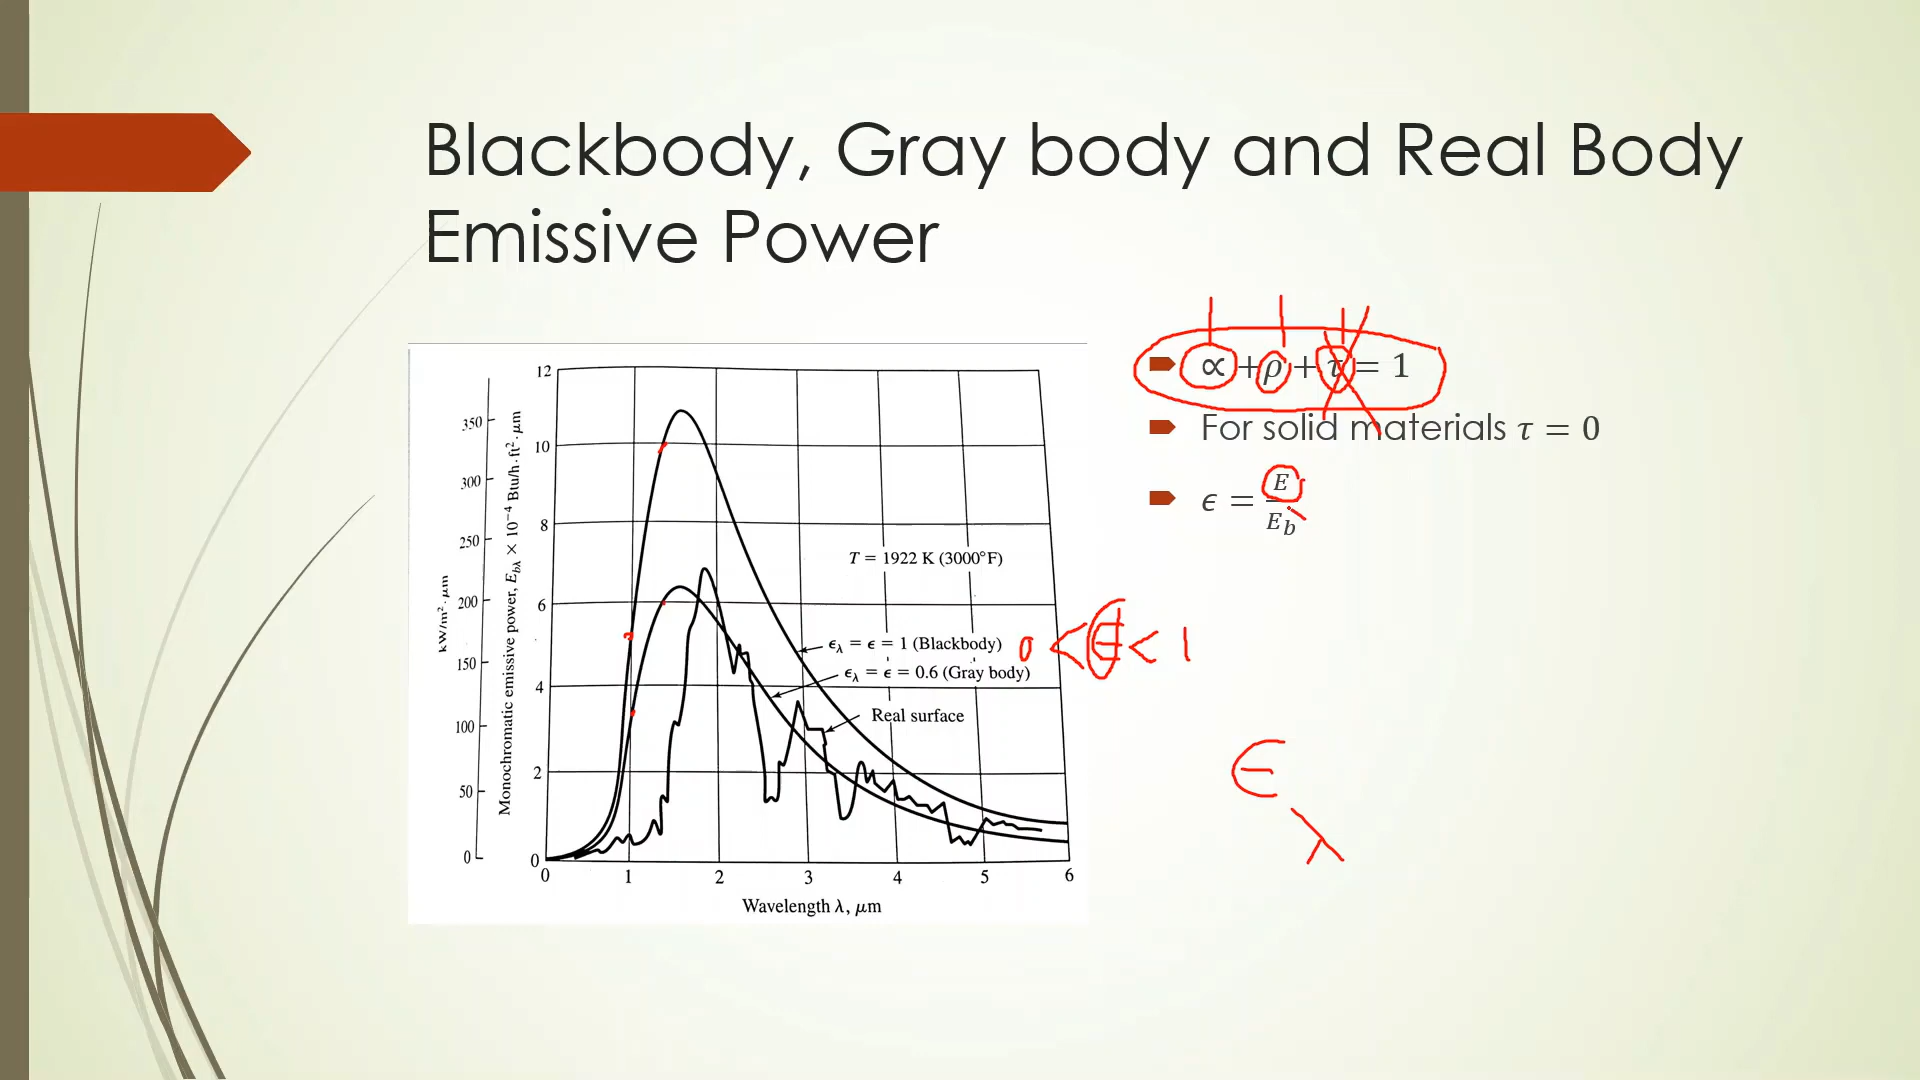 Blackbody, Gray body and Real Body
Emissive Power
∝ + ρ + τ = 1
For solid materials τ = 0
ϵ = E/E_b
kW/m²·μm
350
300
250
200
150
100
50
0
Monochromatic emissive power, E_bλ × 10⁻⁴ Btu/h·ft²·μm
12
10
8
6
4
2
0
T = 1922 K (3000°F)
ϵ_λ = ϵ = 1 (Blackbody)
ϵ_λ = ϵ = 0.6 (Gray body)
Real surface
0 1 2 3 4 5 6
Wavelength λ, μm
0 < ϵ < 1
ϵ_λ